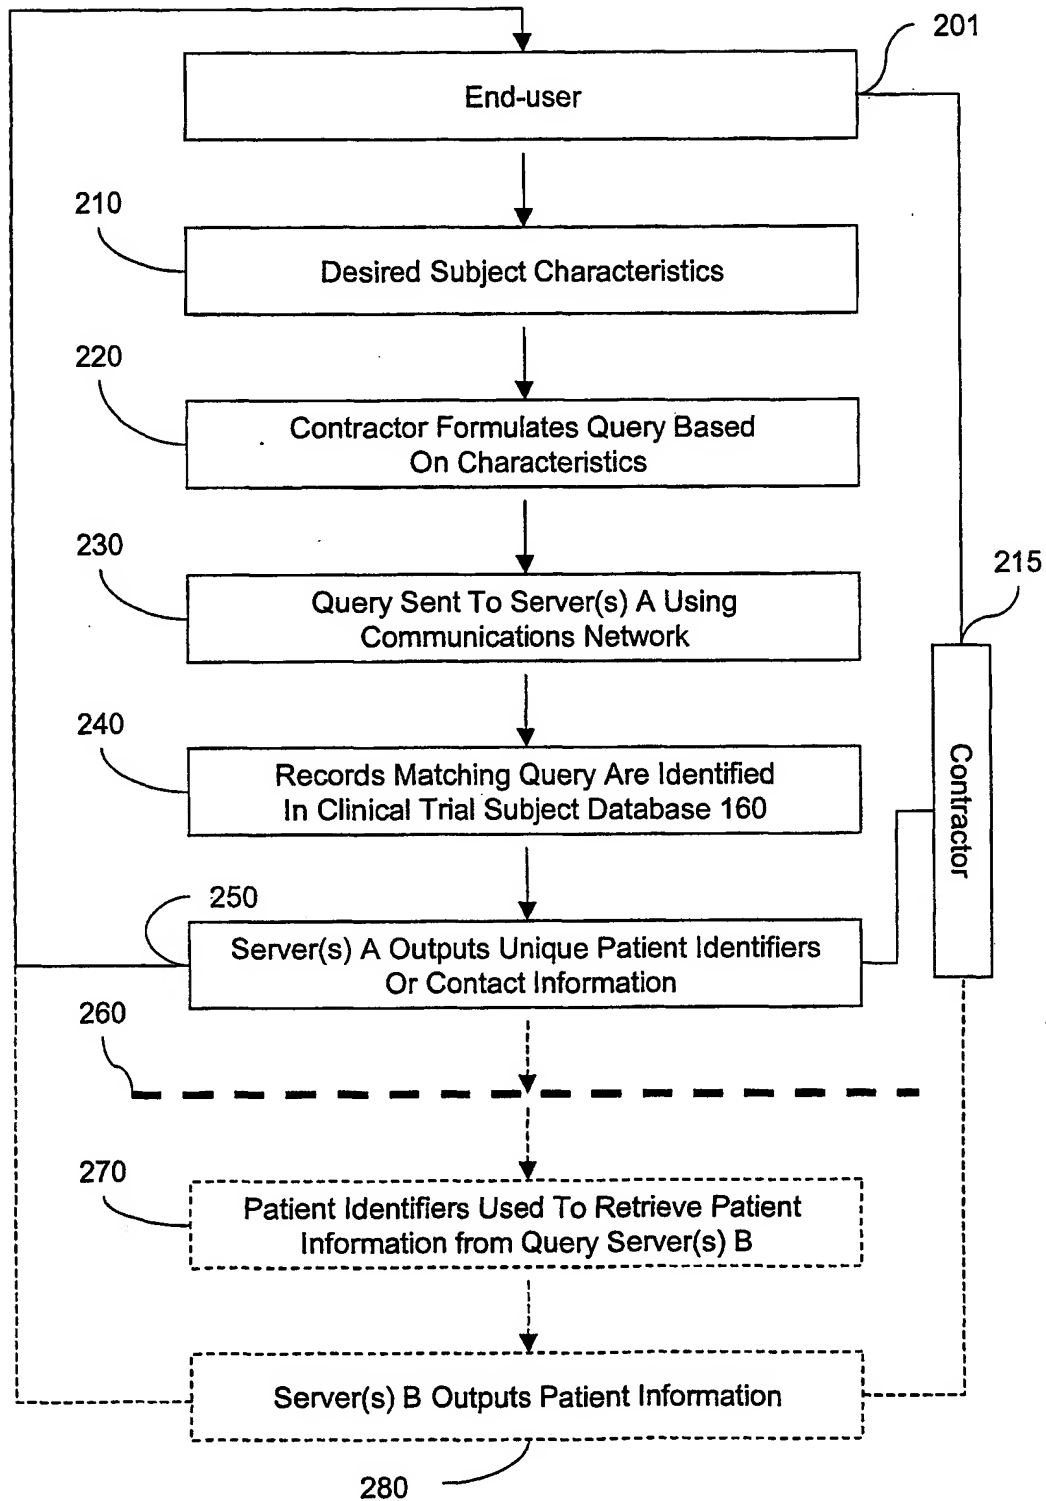 201
End-user
210
Desired Subject Characteristics
220
Contractor Formulates Query Based
On Characteristics
230
Query Sent To Server(s) A Using
Communications Network
215
Contractor
240
Records Matching Query Are Identified
In Clinical Trial Subject Database 160
250
Server(s) A Outputs Unique Patient Identifiers
Or Contact Information
260
270
Patient Identifiers Used To Retrieve Patient
Information from Query Server(s) B
Server(s) B Outputs Patient Information
280